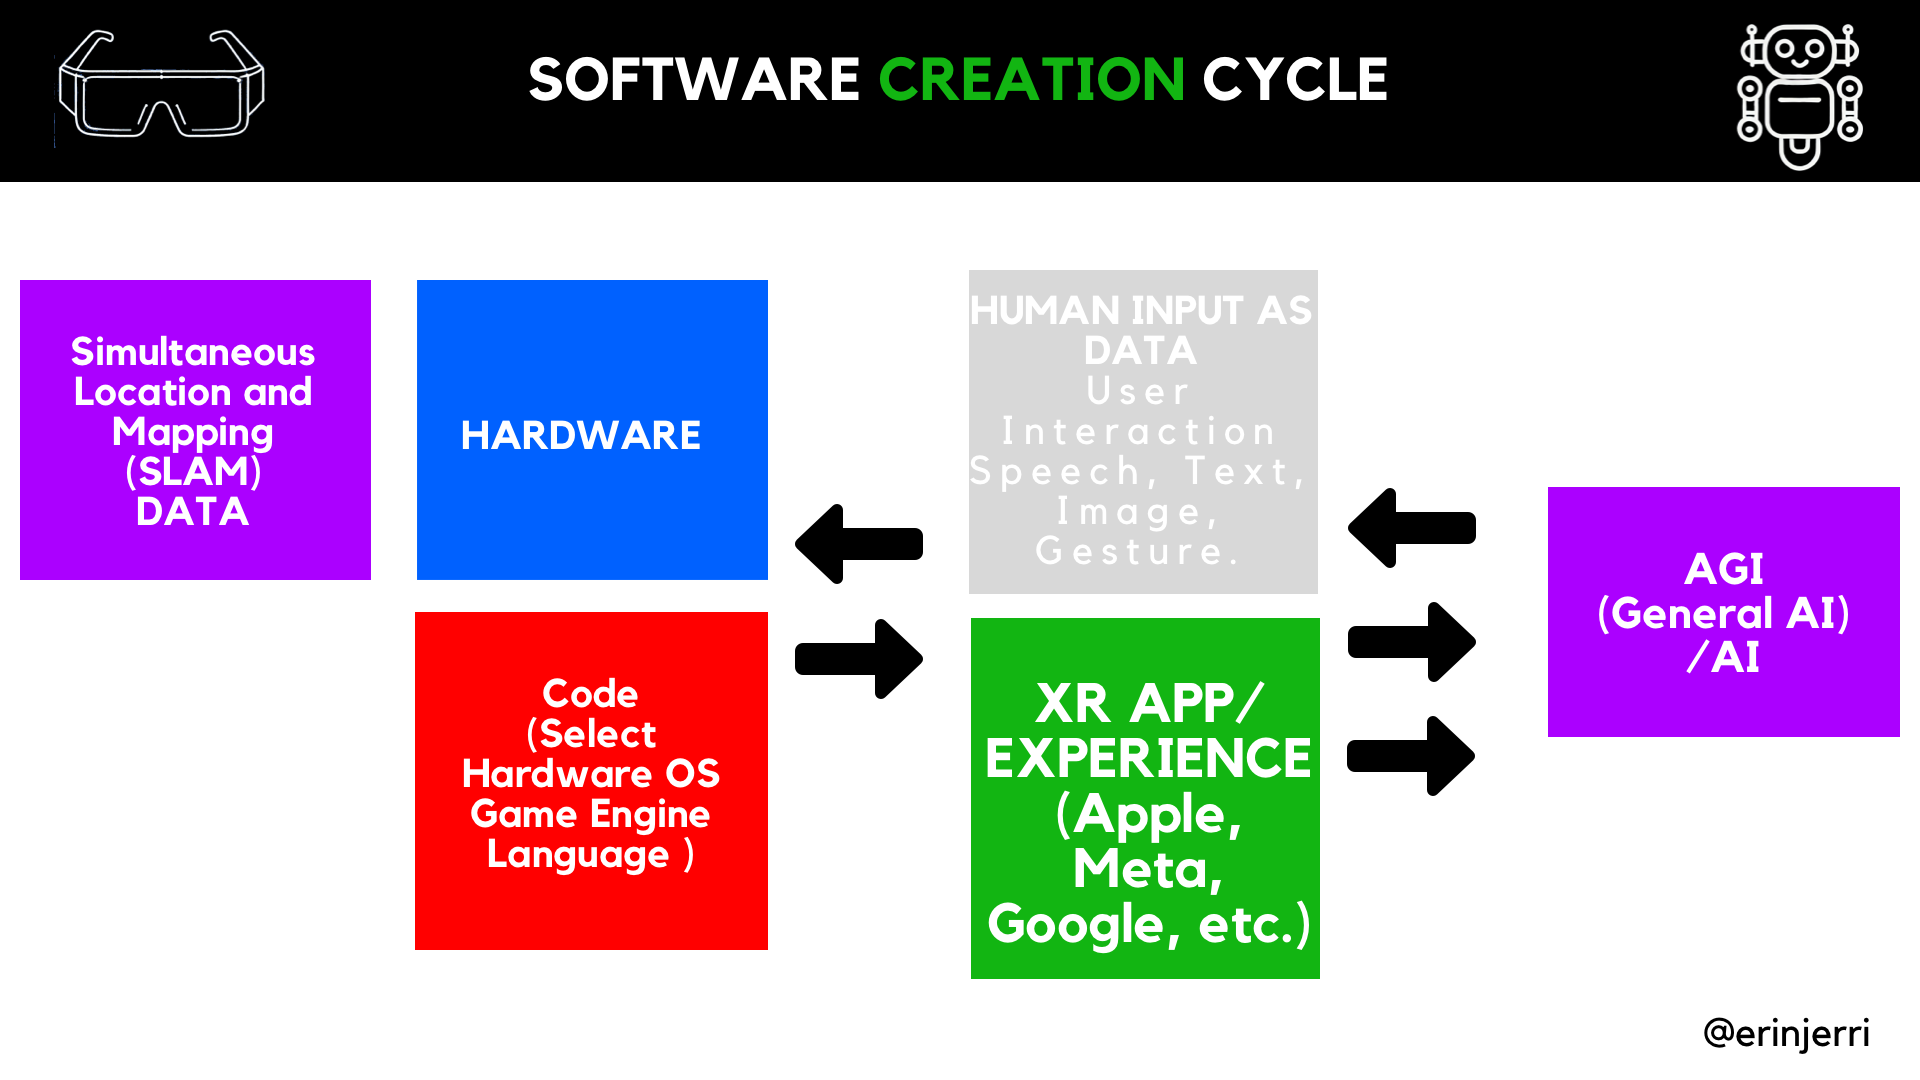 SOFTWARE CREATION CYCLE
Simultaneous
Location and
Mapping
(SLAM)
DATA
HARDWARE
HUMAN INPUT AS
DATA
User
Interaction
Speech, Text,
Image,
Gesture.
AGI
(General AI)
/AI
Code
(Select
Hardware OS
Game Engine
Language )
XR APP/
EXPERIENCE
(Apple,
Meta,
Google, etc.)
@erinjerri